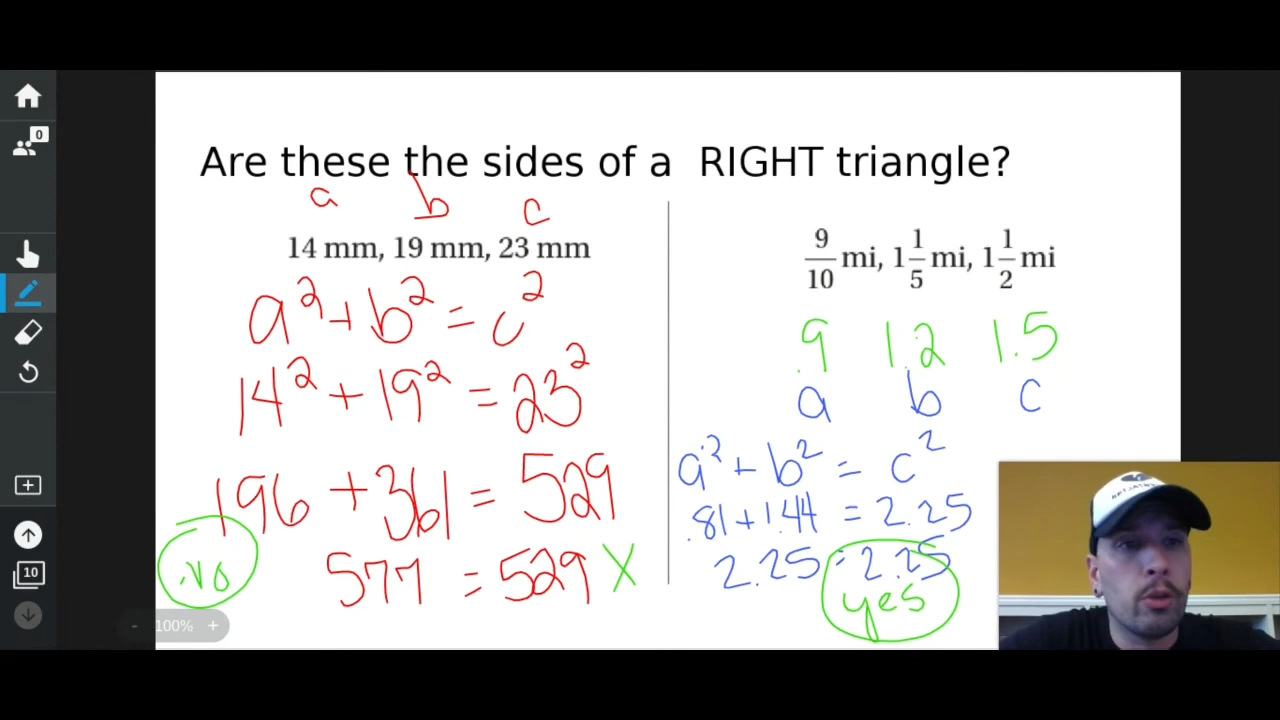 0
Are these the sides of a RIGHT triangle?
a b c
14 mm, 19 mm, 23 mm
a² + b² = c²
14² + 19² = 23²
196 + 361 = 529
577 = 529 X
No
9/10 mi, 1 1/5 mi, 1 1/2 mi
.9 1.2 1.5
a b c
a² + b² = c²
.81 + 1.44 = 2.25
2.25 = 2.25
yes
10
- 100% +